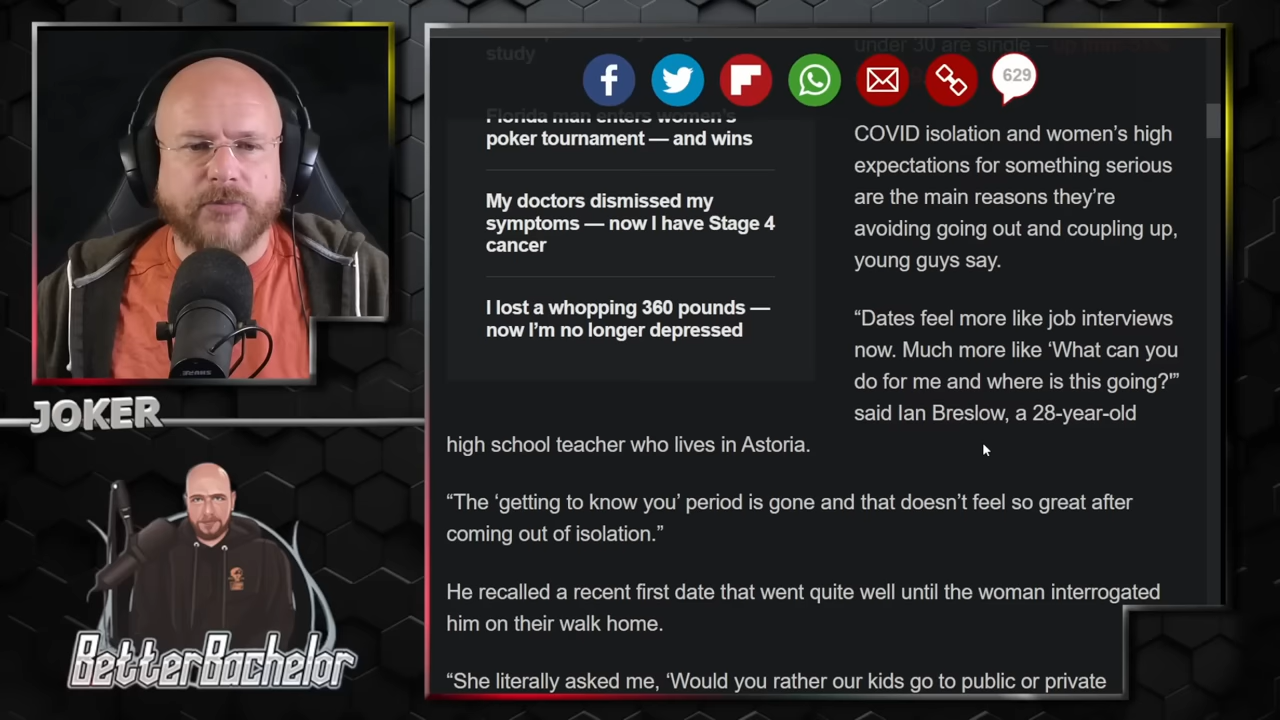 study
under 30 are single –
629
Florida man enters women's
poker tournament — and wins
My doctors dismissed my
symptoms — now I have Stage 4
cancer
I lost a whopping 360 pounds —
now I'm no longer depressed
COVID isolation and women's high
expectations for something serious
are the main reasons they're
avoiding going out and coupling up,
young guys say.
“Dates feel more like job interviews
now. Much more like ‘What can you
do for me and where is this going?’”
said Ian Breslow, a 28-year-old
high school teacher who lives in Astoria.
“The ‘getting to know you’ period is gone and that doesn’t feel so great after
coming out of isolation.”
He recalled a recent first date that went quite well until the woman interrogated
him on their walk home.
“She literally asked me, ‘Would you rather our kids go to public or private
JOKER
BetterBachelor